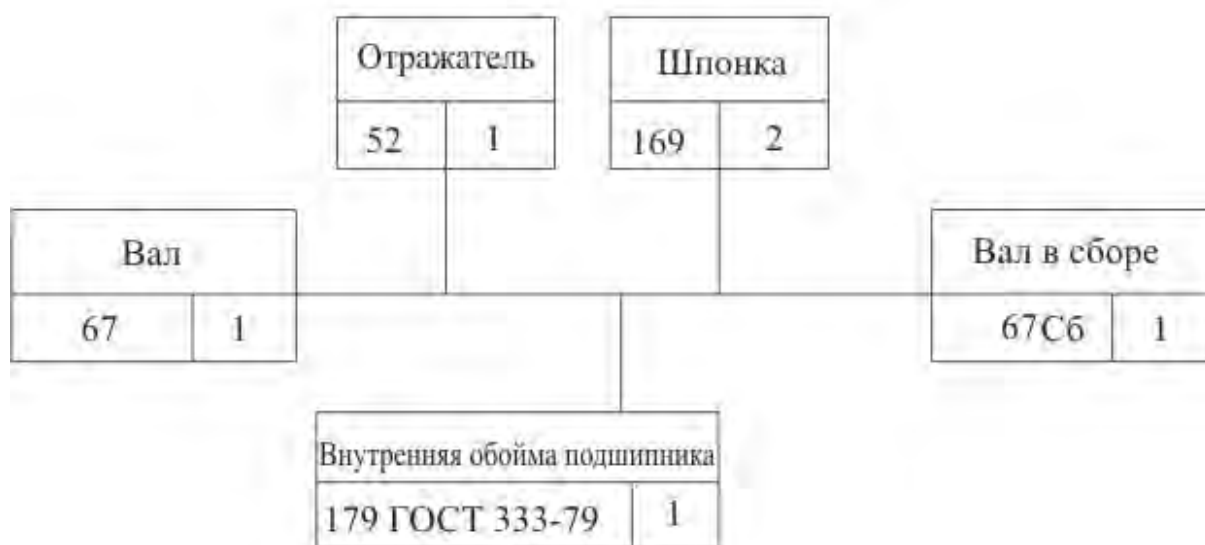 Отражатель
52 1
Шпонка
169 2
Вал
67 1
Вал в сборе
67Сб 1
Внутренняя обойма подшипника
179 ГОСТ 333-79 1